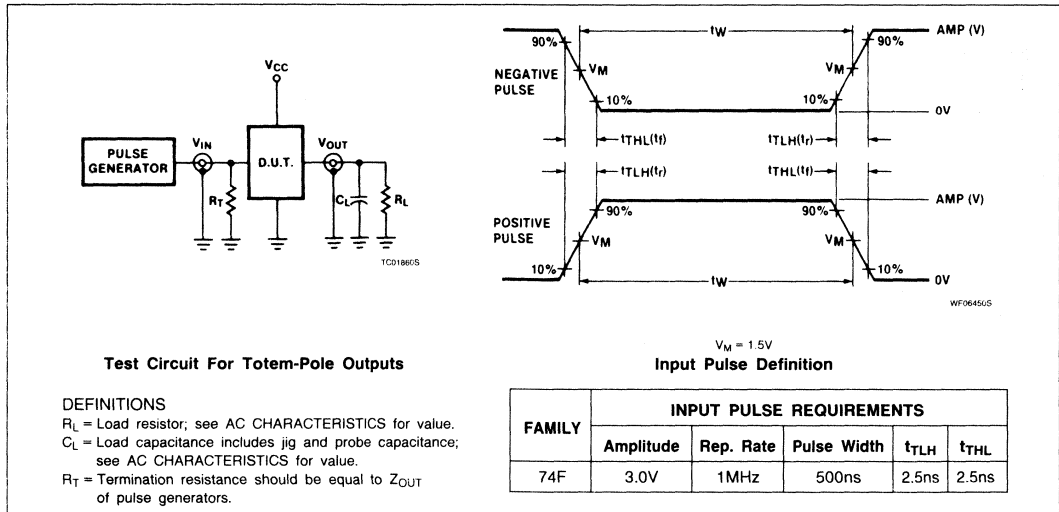 VCC
PULSE
GENERATOR
VIN
D.U.T.
VOUT
RT
CL
RL
TC01860S
Test Circuit For Totem-Pole Outputs
DEFINITIONS
RL = Load resistor; see AC CHARACTERISTICS for value.
CL = Load capacitance includes jig and probe capacitance;
see AC CHARACTERISTICS for value.
RT = Termination resistance should be equal to ZOUT
of pulse generators.
NEGATIVE
PULSE
90%
VM
10%
tW
VM
10%
90%
AMP (V)
0V
tTHL(tf)
tTLH(tr)
tTLH(tr)
tTHL(tf)
POSITIVE
PULSE
90%
VM
10%
tW
90%
VM
10%
AMP (V)
0V
WF06450S
VM = 1.5V
Input Pulse Definition
FAMILY
INPUT PULSE REQUIREMENTS
Amplitude Rep. Rate Pulse Width tTLH tTHL
74F 3.0V 1MHz 500ns 2.5ns 2.5ns